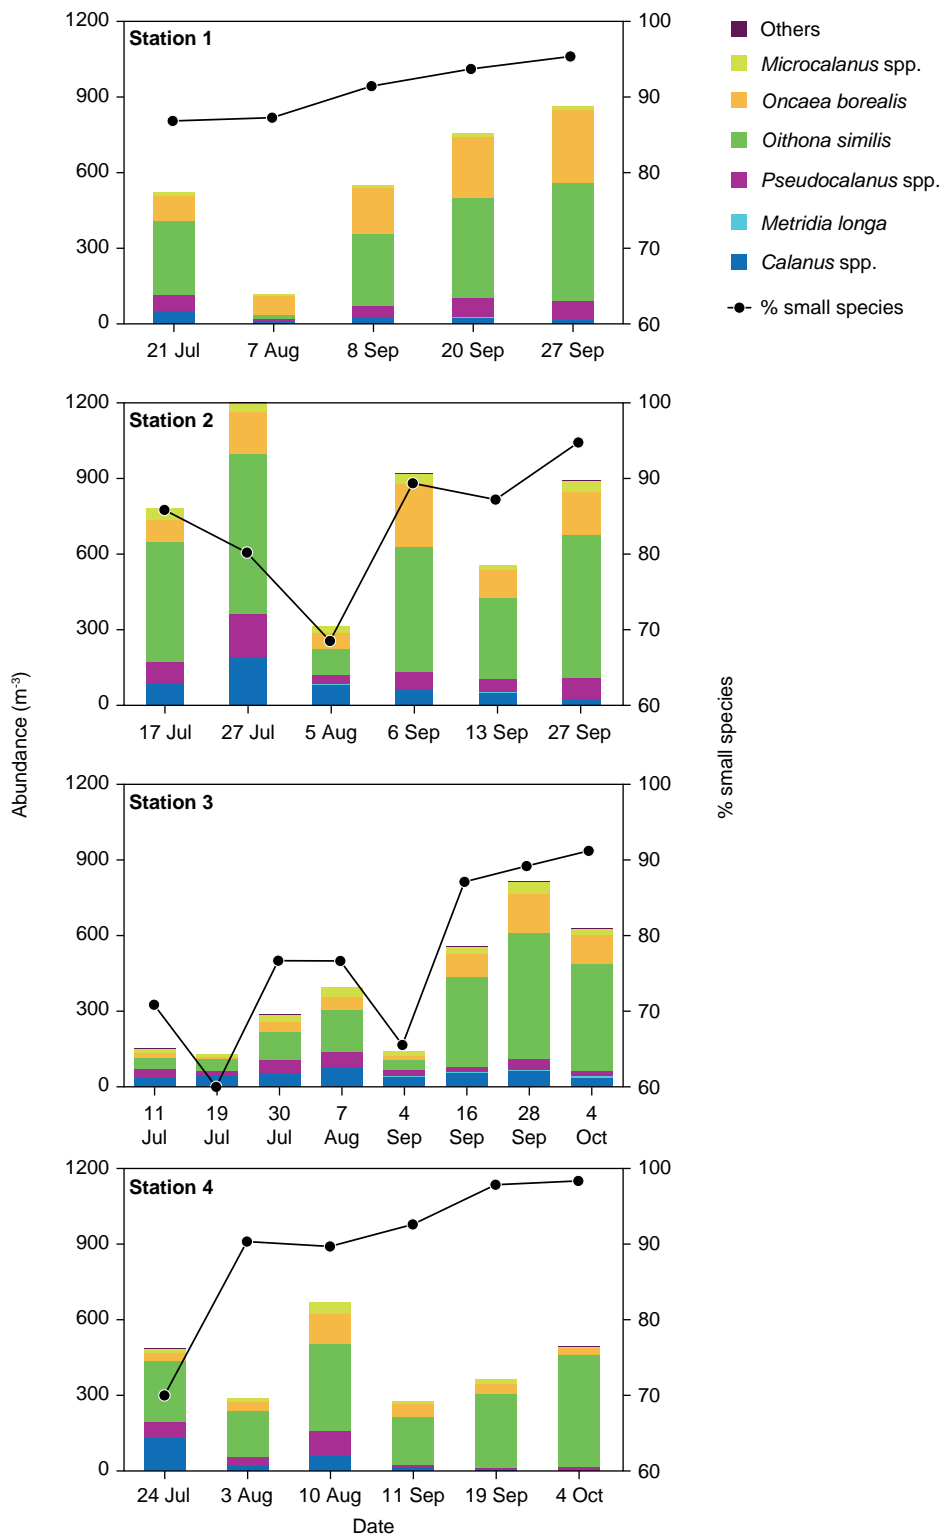 Station 1
1200
900
600
300
0
100
90
80
70
60
21 Jul
7 Aug
8 Sep
20 Sep
27 Sep
Others
Microcalanus spp.
Oncaea borealis
Oithona similis
Pseudocalanus spp.
Metridia longa
Calanus spp.
% small species
Station 2
1200
900
600
300
0
100
90
80
70
60
17 Jul
27 Jul
5 Aug
6 Sep
13 Sep
27 Sep
Abundance (m-3)
% small species
Station 3
1200
900
600
300
0
100
90
80
70
60
11
Jul
19
Jul
30
Jul
7
Aug
4
Sep
16
Sep
28
Sep
4
Oct
Station 4
1200
900
600
300
0
100
90
80
70
60
24 Jul
3 Aug
10 Aug
11 Sep
19 Sep
4 Oct
Date